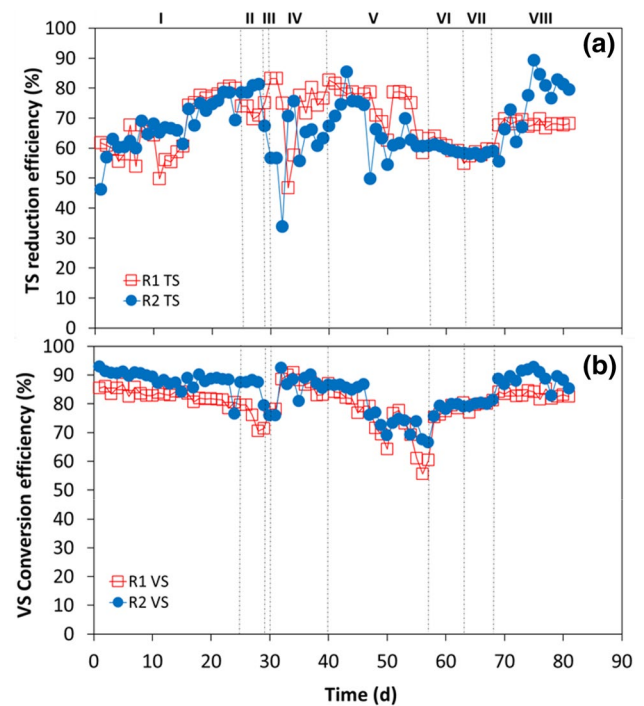 I II III IV V VI VII VIII
(a)
100
90
80
70
60
50
40
30
20
10
0
TS reduction efficiency (%)
R1 TS
R2 TS
(b)
100
90
80
70
60
50
40
30
20
10
0
VS Conversion efficiency (%)
R1 VS
R2 VS
0 10 20 30 40 50 60 70 80 90
Time (d)